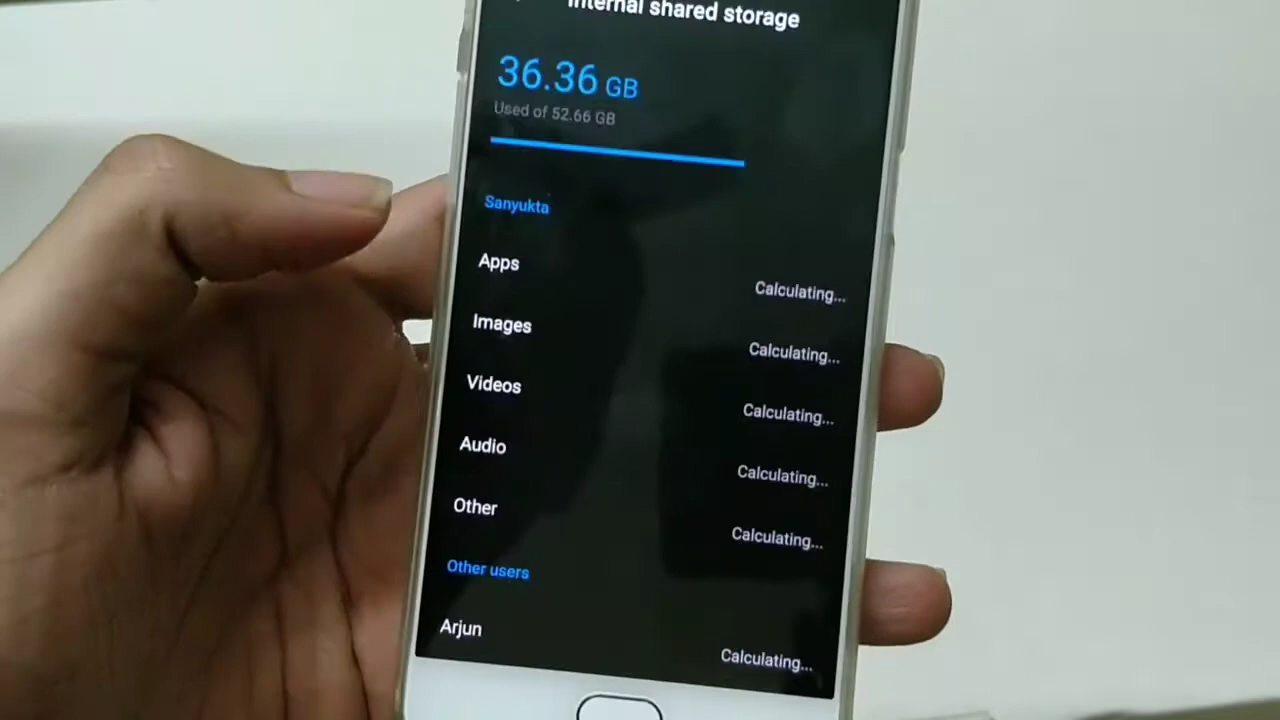 Internal shared storage
36.36 GB
Used of 52.66 GB
Sanyukta
Apps
Calculating...
Images
Calculating...
Videos
Calculating...
Audio
Calculating...
Other
Calculating...
Other users
Arjun
Calculating...